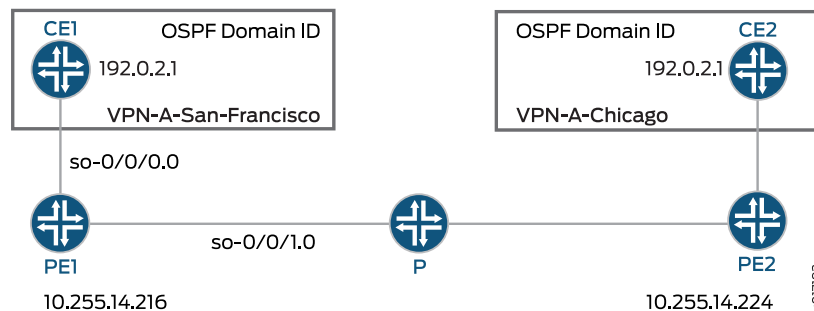 CE1 OSPF Domain ID
192.0.2.1
VPN-A-San-Francisco
OSPF Domain ID CE2
192.0.2.1
VPN-A-Chicago
so-0/0/0.0
so-0/0/1.0
PE1
P
PE2
10.255.14.216
10.255.14.224